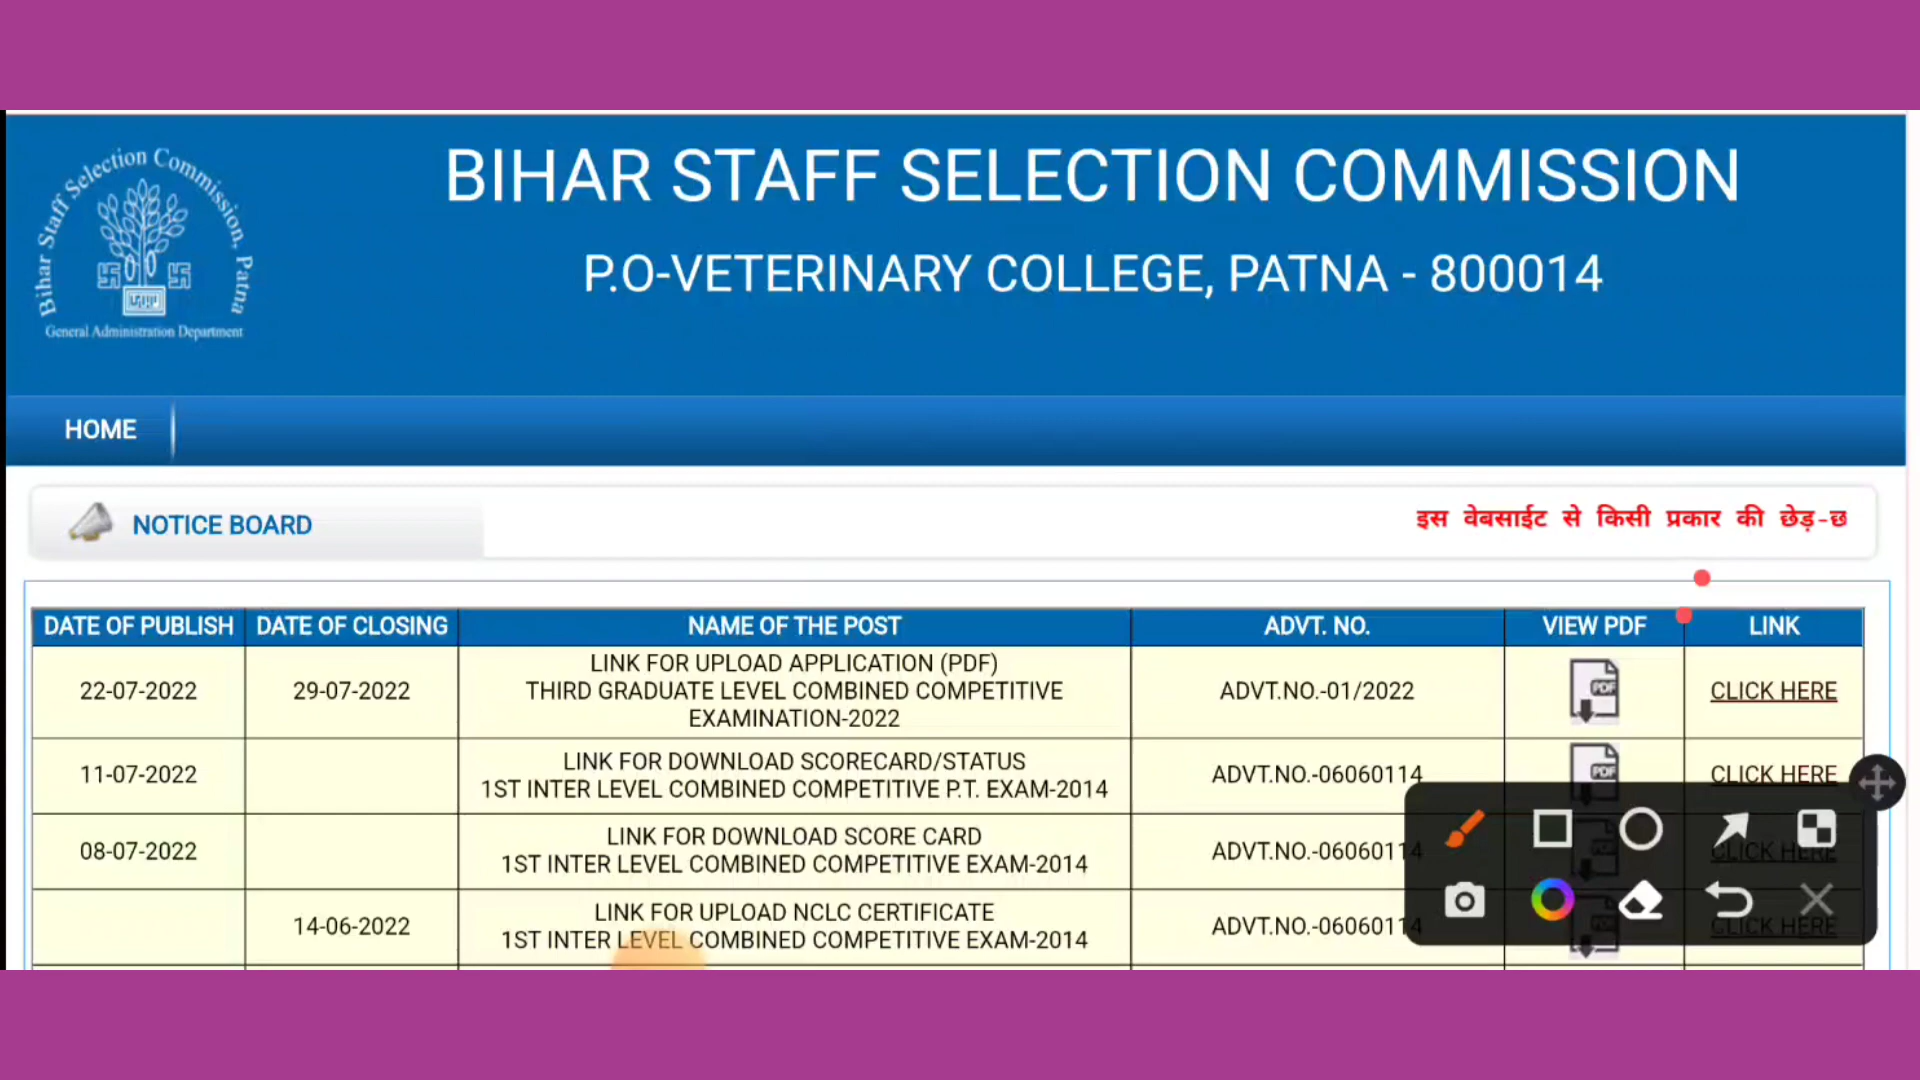 Bihar Staff Selection Commission, Patna
General Administration Department
BIHAR STAFF SELECTION COMMISSION
P.O-VETERINARY COLLEGE, PATNA - 800014
HOME
NOTICE BOARD
इस वेबसाईट से किसी प्रकार की छेड़-छ
DATE OF PUBLISH DATE OF CLOSING NAME OF THE POST ADVT. NO. VIEW PDF LINK
LINK FOR UPLOAD APPLICATION (PDF)
22-07-2022 29-07-2022 THIRD GRADUATE LEVEL COMBINED COMPETITIVE ADVT.NO.-01/2022 PDF CLICK HERE
EXAMINATION-2022
LINK FOR DOWNLOAD SCORECARD/STATUS
11-07-2022 ADVT.NO.-06060114 PDF CLICK HERE
1ST INTER LEVEL COMBINED COMPETITIVE P.T. EXAM-2014
LINK FOR DOWNLOAD SCORE CARD
08-07-2022 ADVT.NO.-06060114 CLICK HERE
1ST INTER LEVEL COMBINED COMPETITIVE EXAM-2014
LINK FOR UPLOAD NCLC CERTIFICATE
14-06-2022 ADVT.NO.-06060114 CLICK HERE
1ST INTER LEVEL COMBINED COMPETITIVE EXAM-2014